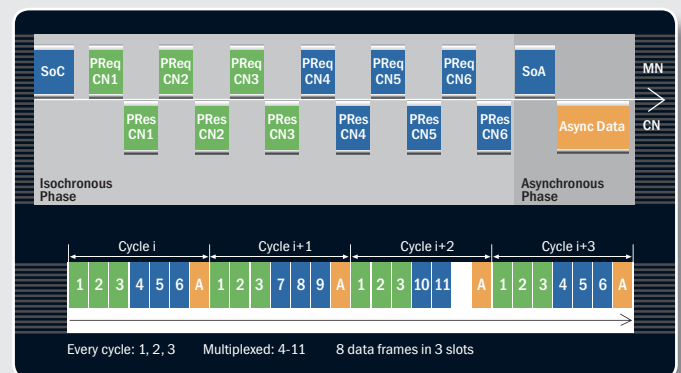 SoC
PReq
CN1
PReq
CN2
PReq
CN3
PReq
CN4
PReq
CN5
PReq
CN6
SoA
MN
PRes
CN1
PRes
CN2
PRes
CN3
PRes
CN4
PRes
CN5
PRes
CN6
Async Data
CN
Isochronous
Phase
Asynchronous
Phase
Cycle i
Cycle i+1
Cycle i+2
Cycle i+3
1 2 3 4 5 6 A 1 2 3 7 8 9 A 1 2 3 10 11 A 1 2 3 4 5 6 A
Every cycle: 1, 2, 3 Multiplexed: 4-11 8 data frames in 3 slots